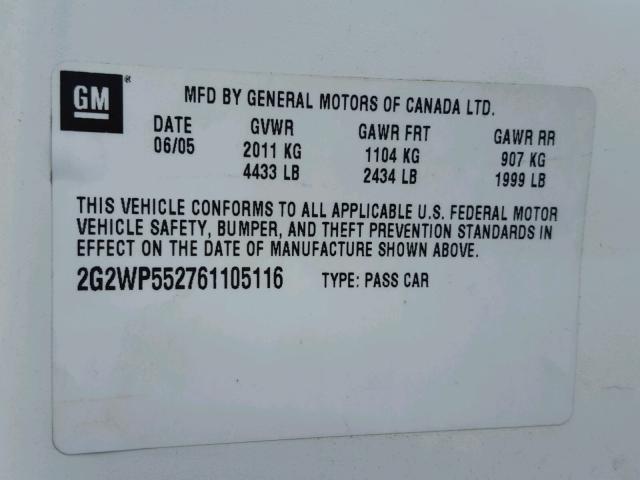 GM®
MFD BY GENERAL MOTORS OF CANADA LTD.
DATE GVWR GAWR FRT GAWR RR
06/05 2011 KG 1104 KG 907 KG
4433 LB 2434 LB 1999 LB
THIS VEHICLE CONFORMS TO ALL APPLICABLE U.S. FEDERAL MOTOR
VEHICLE SAFETY, BUMPER, AND THEFT PREVENTION STANDARDS IN
EFFECT ON THE DATE OF MANUFACTURE SHOWN ABOVE.
2G2WP552761105116 TYPE: PASS CAR